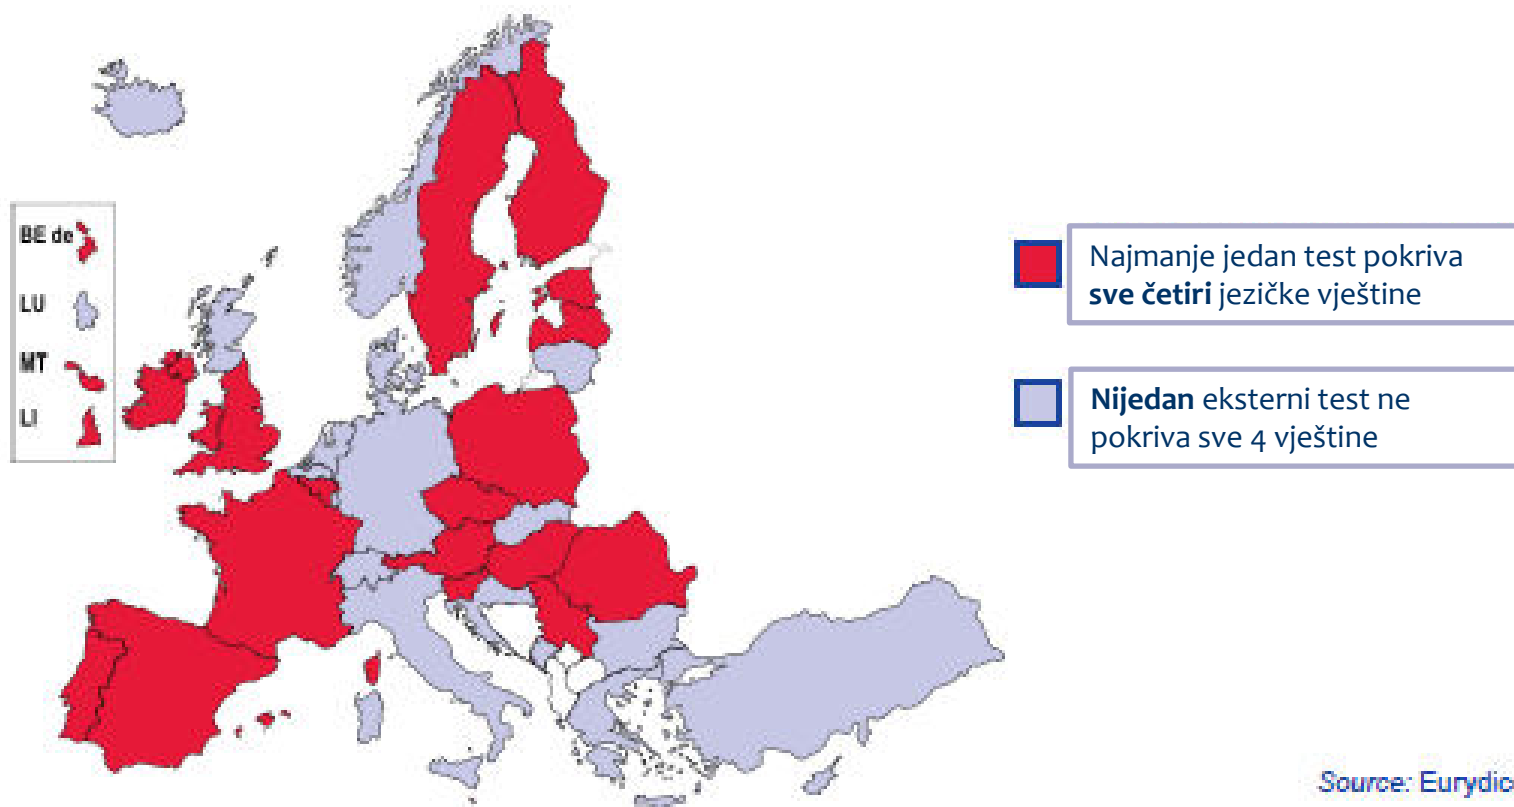 BE de
LU
MT
LI
Najmanje jedan test pokriva
sve četiri jezičke vještine
Nijedan eksterni test ne
pokriva sve 4 vještine
Source: Eurydic